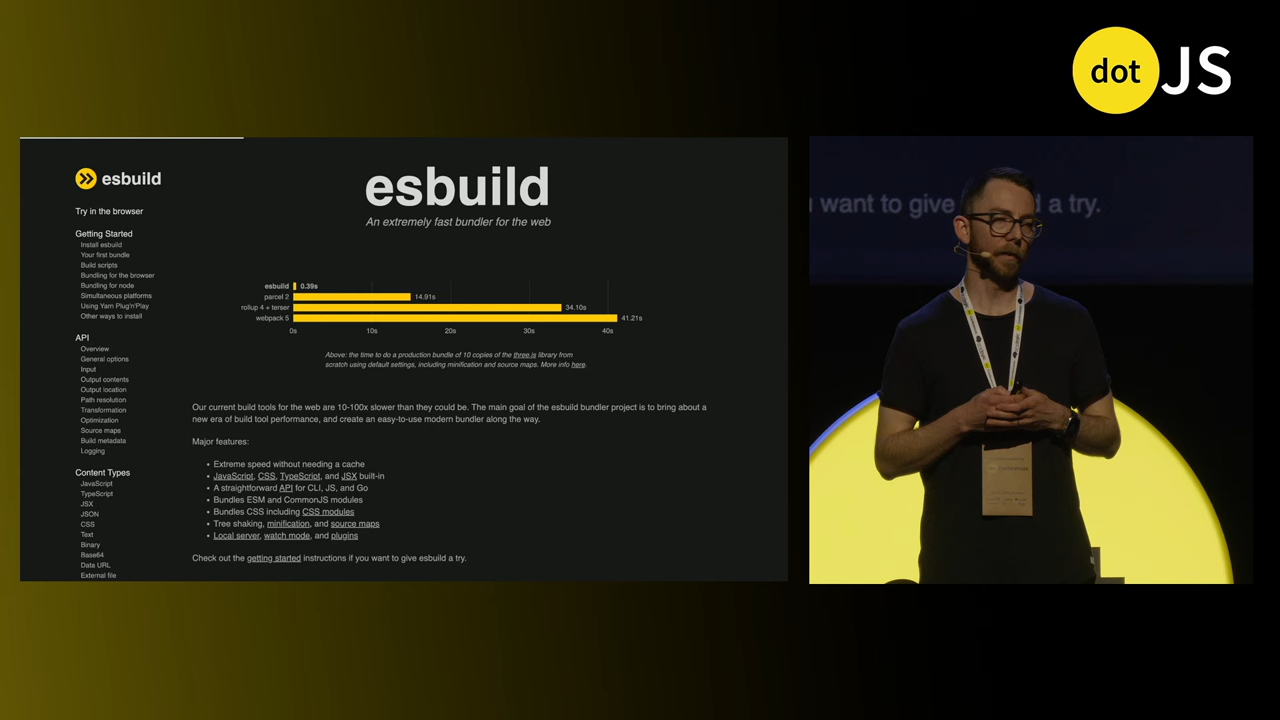 dot JS
esbuild
Try in the browser
Getting Started
Install esbuild
Your first bundle
Build scripts
Bundling for the browser
Bundling for node
Simultaneous platforms
Using Yarn Plug'n'Play
Other ways to install
API
Overview
General options
Input
Output contents
Output location
Path resolution
Transformation
Optimization
Source maps
Build metadata
Logging
Content Types
JavaScript
TypeScript
JSX
JSON
CSS
Text
Binary
Base64
Data URL
External file
esbuild
An extremely fast bundler for the web
esbuild 0.39s
parcel 2 14.91s
rollup 4 + terser 34.10s
webpack 5 41.21s
0s 10s 20s 30s 40s
Above: the time to do a production bundle of 10 copies of the three.js library from
scratch using default settings, including minification and source maps. More info here.
Our current build tools for the web are 10-100x slower than they could be. The main goal of the esbuild bundler project is to bring about a
new era of build tool performance, and create an easy-to-use modern bundler along the way.
Major features:
• Extreme speed without needing a cache
• JavaScript, CSS, TypeScript, and JSX built-in
• A straightforward API for CLI, JS, and Go
• Bundles ESM and CommonJS modules
• Bundles CSS including CSS modules
• Tree shaking, minification, and source maps
• Local server, watch mode, and plugins
Check out the getting started instructions if you want to give esbuild a try.
want to give d a try.